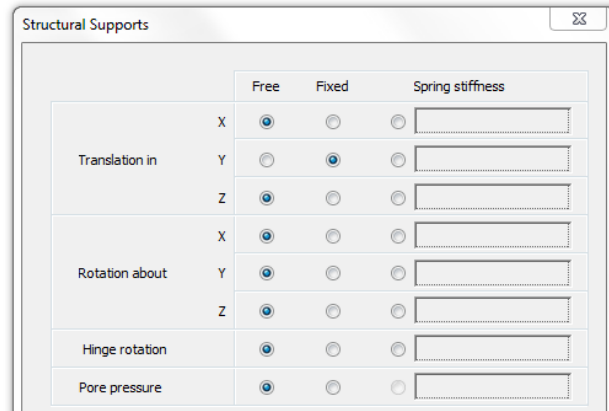 Structural Supports
Free Fixed Spring stiffness
X
Translation in Y
Z
X
Rotation about Y
Z
Hinge rotation
Pore pressure